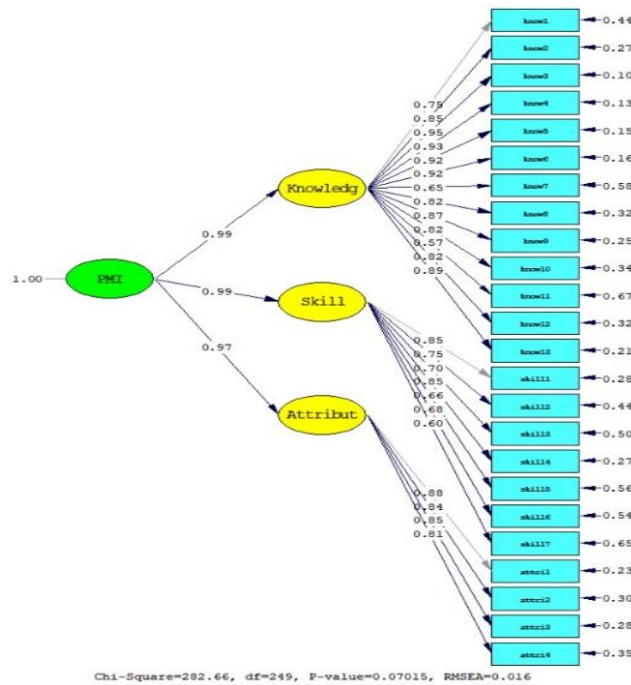 know1 0.44
know2 0.27
know3 0.10
know4 0.13
know5 0.15
know6 0.16
know7 0.58
know8 0.32
know9 0.25
know10 0.34
know11 0.67
know12 0.32
know13 0.21
skill1 0.28
skill2 0.44
skill3 0.50
skill4 0.27
skill5 0.56
skill6 0.54
skill7 0.65
attri1 0.23
attri2 0.30
attri3 0.28
attri4 0.35
0.75
0.85
0.95
0.93
0.92
0.92
0.65
0.82
0.87
0.82
0.57
0.82
0.89
Knowledg
0.99
1.00
PMI
0.99
Skill
0.85
0.75
0.70
0.85
0.66
0.68
0.60
0.97
Attribut
0.88
0.84
0.85
0.81
Chi-Square=282.66, df=249, P-value=0.07015, RMSEA=0.016